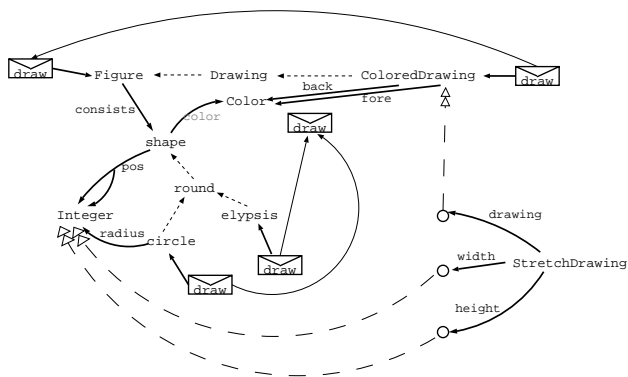 draw
Figure
Drawing
ColoredDrawing
draw
back
fore
Color
consists
color
draw
shape
pos
round
Integer
elypsis
drawing
radius
circle
width
StretchDrawing
draw
draw
height